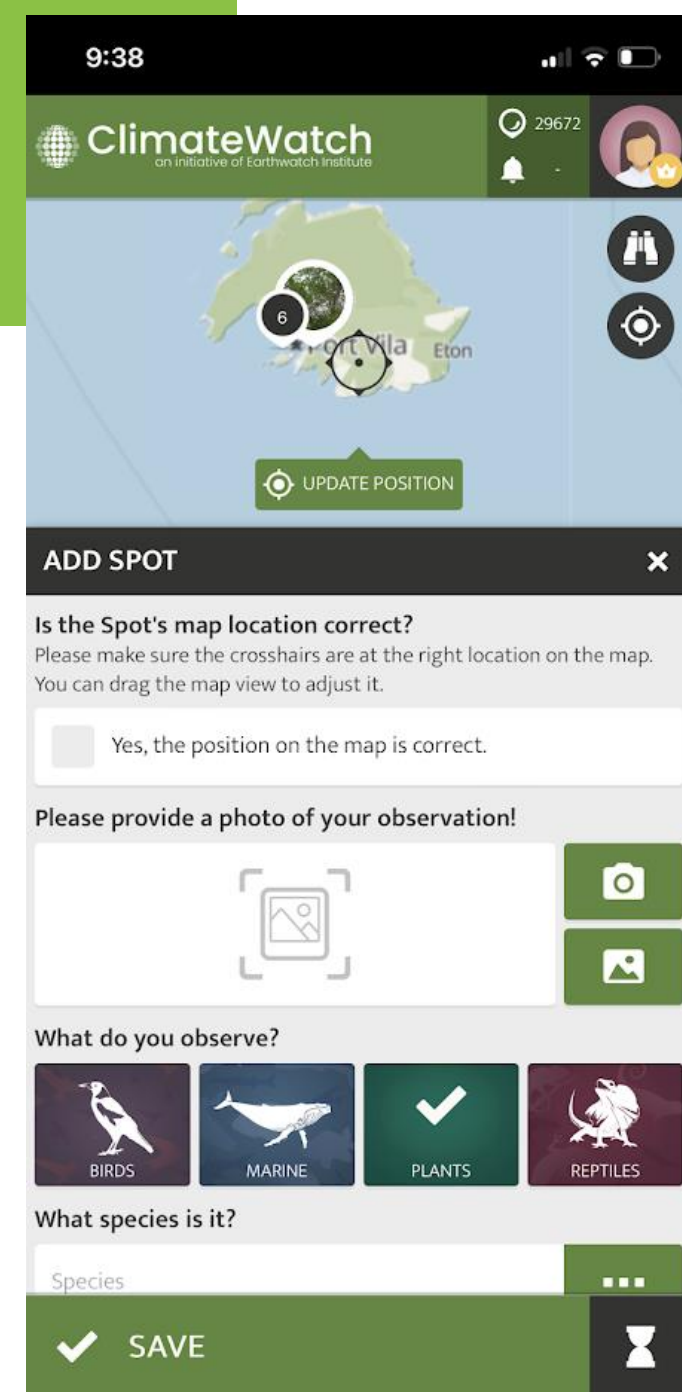 9:38
ClimateWatch
an initiative of Earthwatch Institute
29672
-
6
Port Vila
Eton
UPDATE POSITION
ADD SPOT
Is the Spot's map location correct?
Please make sure the crosshairs are at the right location on the map.
You can drag the map view to adjust it.
Yes, the position on the map is correct.
Please provide a photo of your observation!
What do you observe?
BIRDS MARINE PLANTS REPTILES
What species is it?
Species
SAVE